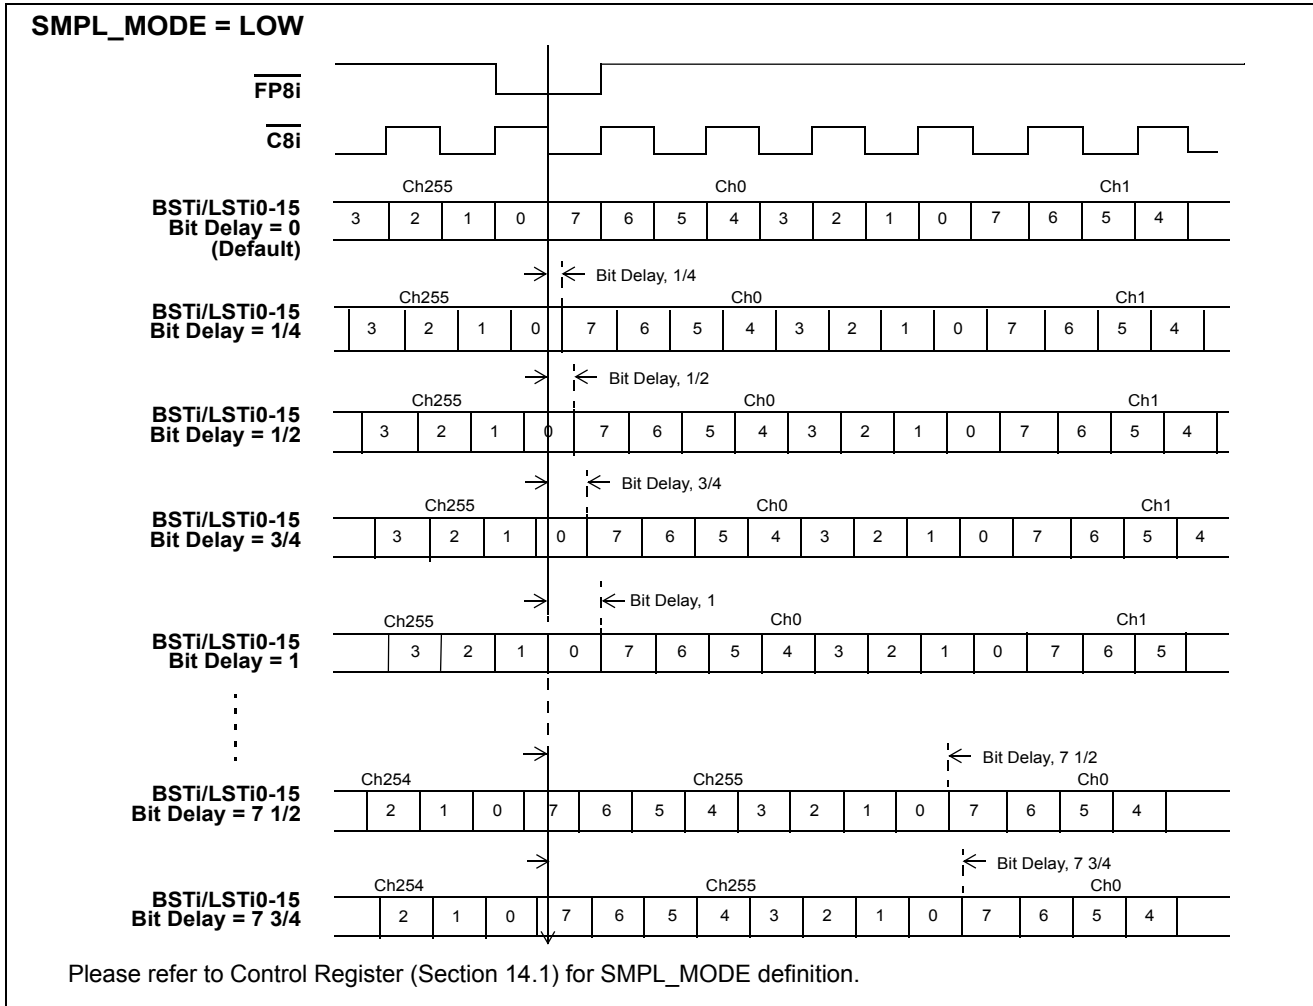 SMPL_MODE = LOW
FP8i
C8i
Ch255 Ch0 Ch1
BSTi/LSTi0-15
Bit Delay = 0
(Default)
3 2 1 0 7 6 5 4 3 2 1 0 7 6 5 4
Bit Delay, 1/4
Ch255 Ch0 Ch1
BSTi/LSTi0-15
Bit Delay = 1/4
3 2 1 0 7 6 5 4 3 2 1 0 7 6 5 4
Bit Delay, 1/2
Ch255 Ch0 Ch1
BSTi/LSTi0-15
Bit Delay = 1/2
3 2 1 0 7 6 5 4 3 2 1 0 7 6 5 4
Bit Delay, 3/4
Ch255 Ch0 Ch1
BSTi/LSTi0-15
Bit Delay = 3/4
3 2 1 0 7 6 5 4 3 2 1 0 7 6 5 4
Bit Delay, 1
Ch255 Ch0 Ch1
BSTi/LSTi0-15
Bit Delay = 1
3 2 1 0 7 6 5 4 3 2 1 0 7 6 5
Bit Delay, 7 1/2
Ch254 Ch255 Ch0
BSTi/LSTi0-15
Bit Delay = 7 1/2
2 1 0 7 6 5 4 3 2 1 0 7 6 5 4
Bit Delay, 7 3/4
Ch254 Ch255 Ch0
BSTi/LSTi0-15
Bit Delay = 7 3/4
2 1 0 7 6 5 4 3 2 1 0 7 6 5 4
Please refer to Control Register (Section 14.1) for SMPL_MODE definition.